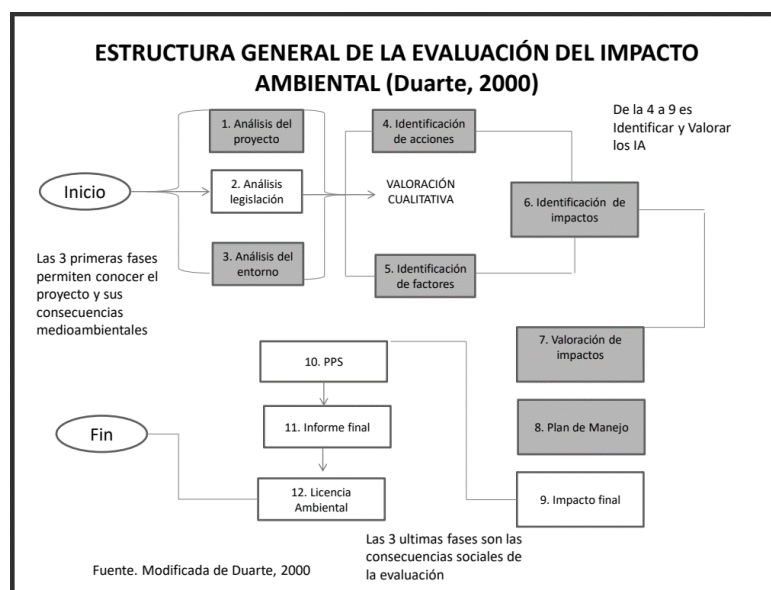 ESTRUCTURA GENERAL DE LA EVALUACIÓN DEL IMPACTO
AMBIENTAL (Duarte, 2000)
De la 4 a 9 es
Identificar y Valorar
los IA
1. Análisis del
proyecto
4. Identificación
de acciones
Inicio
2. Análisis
legislación
VALORACIÓN
CUALITATIVA
6. Identificación de
impactos
Las 3 primeras fases
permiten conocer el
proyecto y sus
consecuencias
medioambientales
3. Análisis del
entorno
5. Identificación
de factores
7. Valoración de
impactos
10. PPS
Fin
11. Informe final
8. Plan de Manejo
12. Licencia
Ambiental
9. Impacto final
Las 3 ultimas fases son las
consecuencias sociales de
la evaluación
Fuente. Modificada de Duarte, 2000